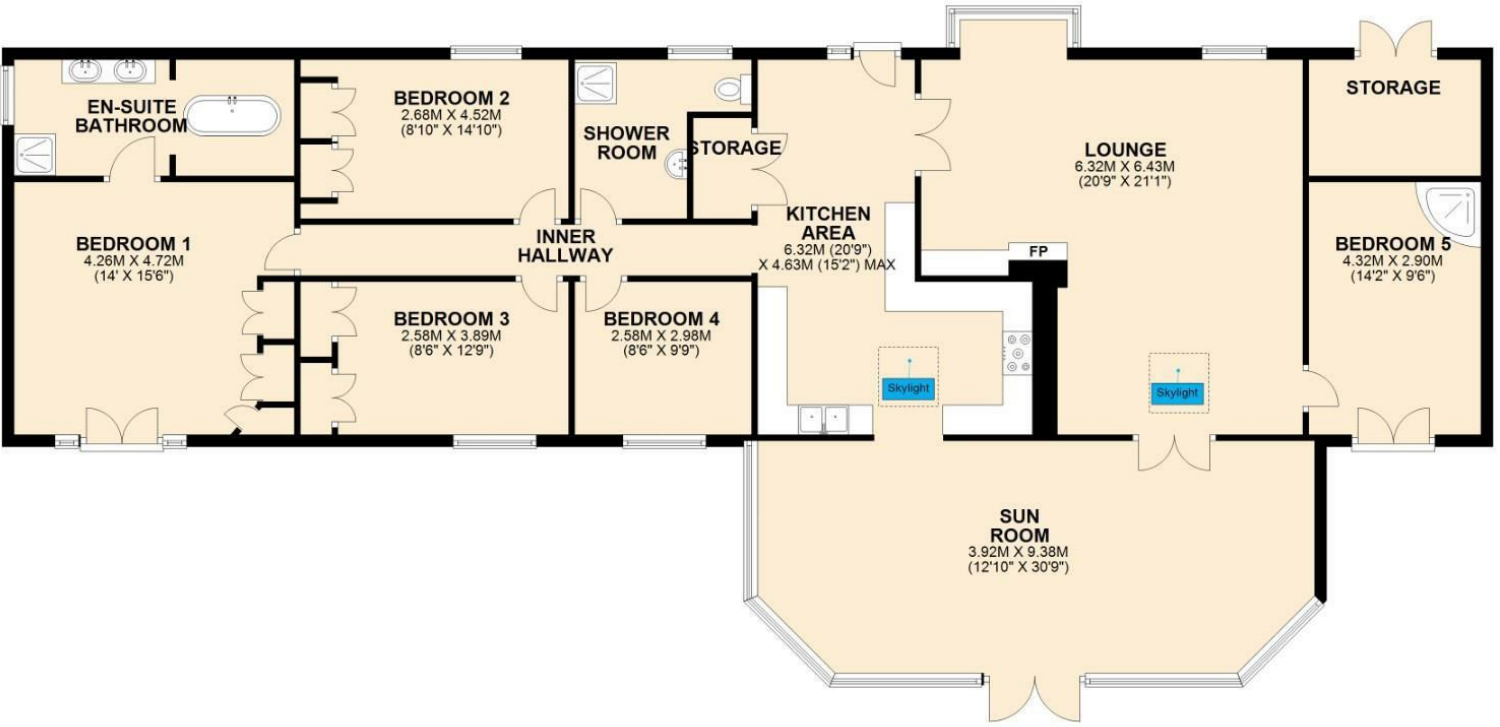 EN-SUITE
BATHROOM
BEDROOM 2
2.68M X 4.52M
(8'10" X 14'10")
SHOWER
ROOM
STORAGE
LOUNGE
6.32M X 6.43M
(20'9" X 21'1")
STORAGE
BEDROOM 1
4.26M X 4.72M
(14' X 15'6")
INNER
HALLWAY
KITCHEN
AREA
6.32M (20'9")
X 4.63M (15'2") MAX
FP
BEDROOM 5
4.32M X 2.90M
(14'2" X 9'6")
BEDROOM 3
2.58M X 3.89M
(8'6" X 12'9")
BEDROOM 4
2.58M X 2.98M
(8'6" X 9'9")
Skylight
Skylight
SUN
ROOM
3.92M X 9.38M
(12'10" X 30'9")